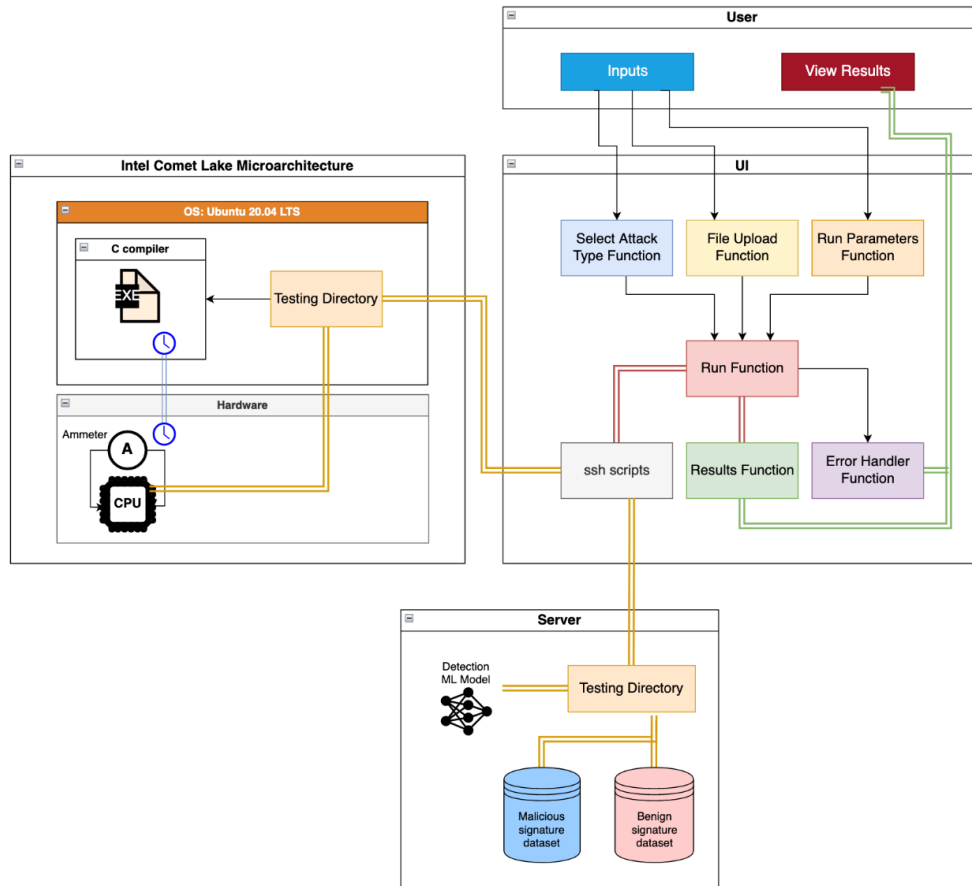 User
Inputs
View Results
Intel Comet Lake Microarchitecture
OS: Ubuntu 20.04 LTS
C compiler
EXE
Testing Directory
Hardware
Ammeter
A
CPU
UI
Select Attack
Type Function
File Upload
Function
Run Parameters
Function
Run Function
ssh scripts
Results Function
Error Handler
Function
Server
Detection
ML Model
Testing Directory
Malicious
signature
dataset
Benign
signature
dataset